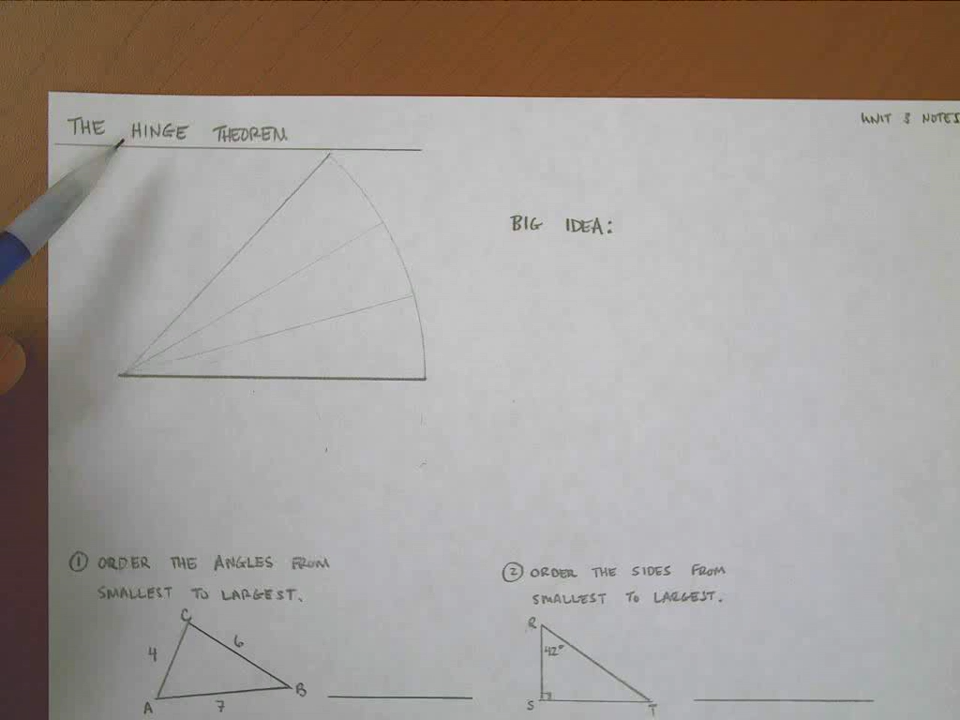 THE HINGE THEOREM
UNIT 3 NOTES
BIG IDEA:
1 ORDER THE ANGLES FROM
SMALLEST TO LARGEST.
2 ORDER THE SIDES FROM
SMALLEST TO LARGEST.
C
4
6
A
7
B
R
42°
S
T